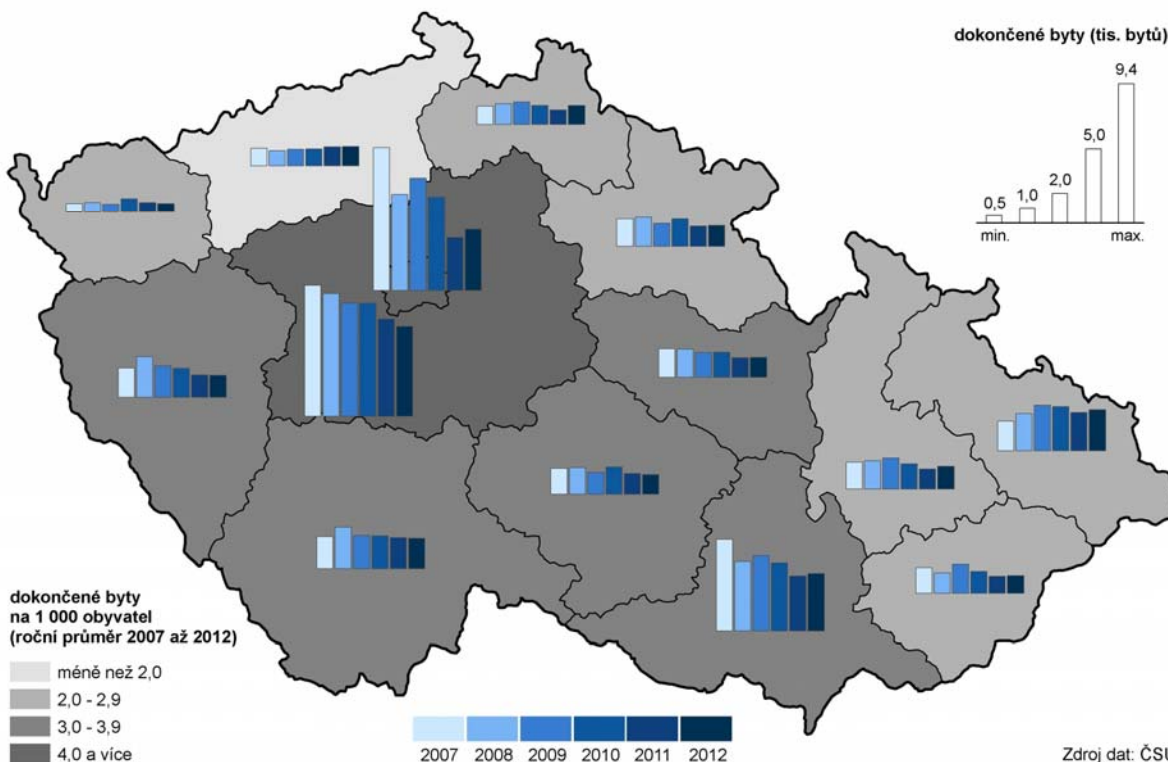 dokončené byty (tis. bytů)
9,4
5,0
2,0
1,0
0,5
min.
max.
dokončené byty
na 1 000 obyvatel
(roční průměr 2007 až 2012)
méně než 2,0
2,0 - 2,9
3,0 - 3,9
4,0 a více
2007 2008 2009 2010 2011 2012
Zdroj dat: ČSÚ